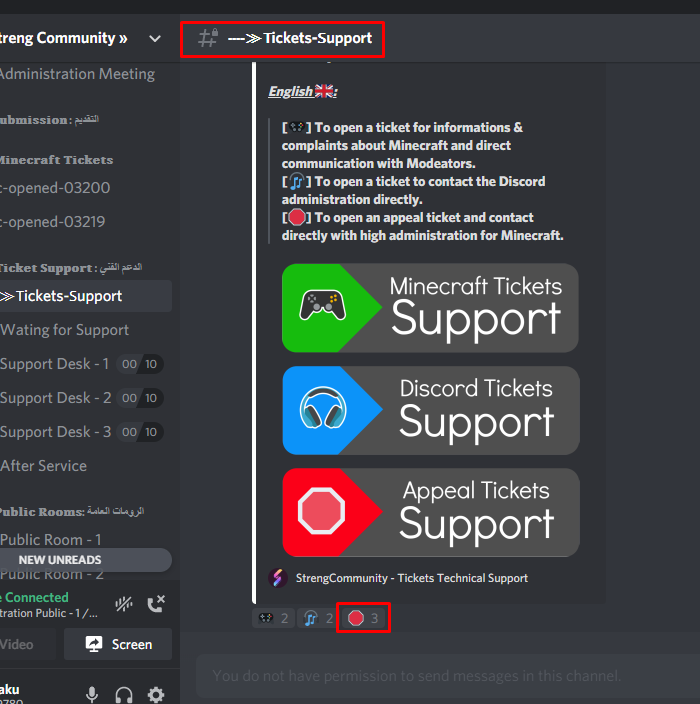 treng Community »
Administration Meeting
ubmission : التقديم
Minecraft Tickets
-opened-03200
-opened-03219
Ticket Support : الدعم الفني
≫Tickets-Support
Wating for Support
Support Desk - 1 00 10
Support Desk - 2 00 10
Support Desk - 3 00 10
After Service
Public Rooms: الرومات العامة
Public Room - 1
NEW UNREADS
Public Room - 2
e Connected
tration Public - 1 /...
Video
Screen
aku
9780
# ----≫Tickets-Support
English🇬🇧:
[🎮] To open a ticket for informations &
complaints about Minecraft and direct
communication with Modeators.
[🎧] To open a ticket to contact the Discord
administration directly.
[🛑] To open an appeal ticket and contact
directly with high administration for Minecraft.
Minecraft Tickets
Support
Discord Tickets
Support
Appeal Tickets
Support
StrengCommunity - Tickets Technical Support
2 2 3
You do not have permission to send messages in this channel.